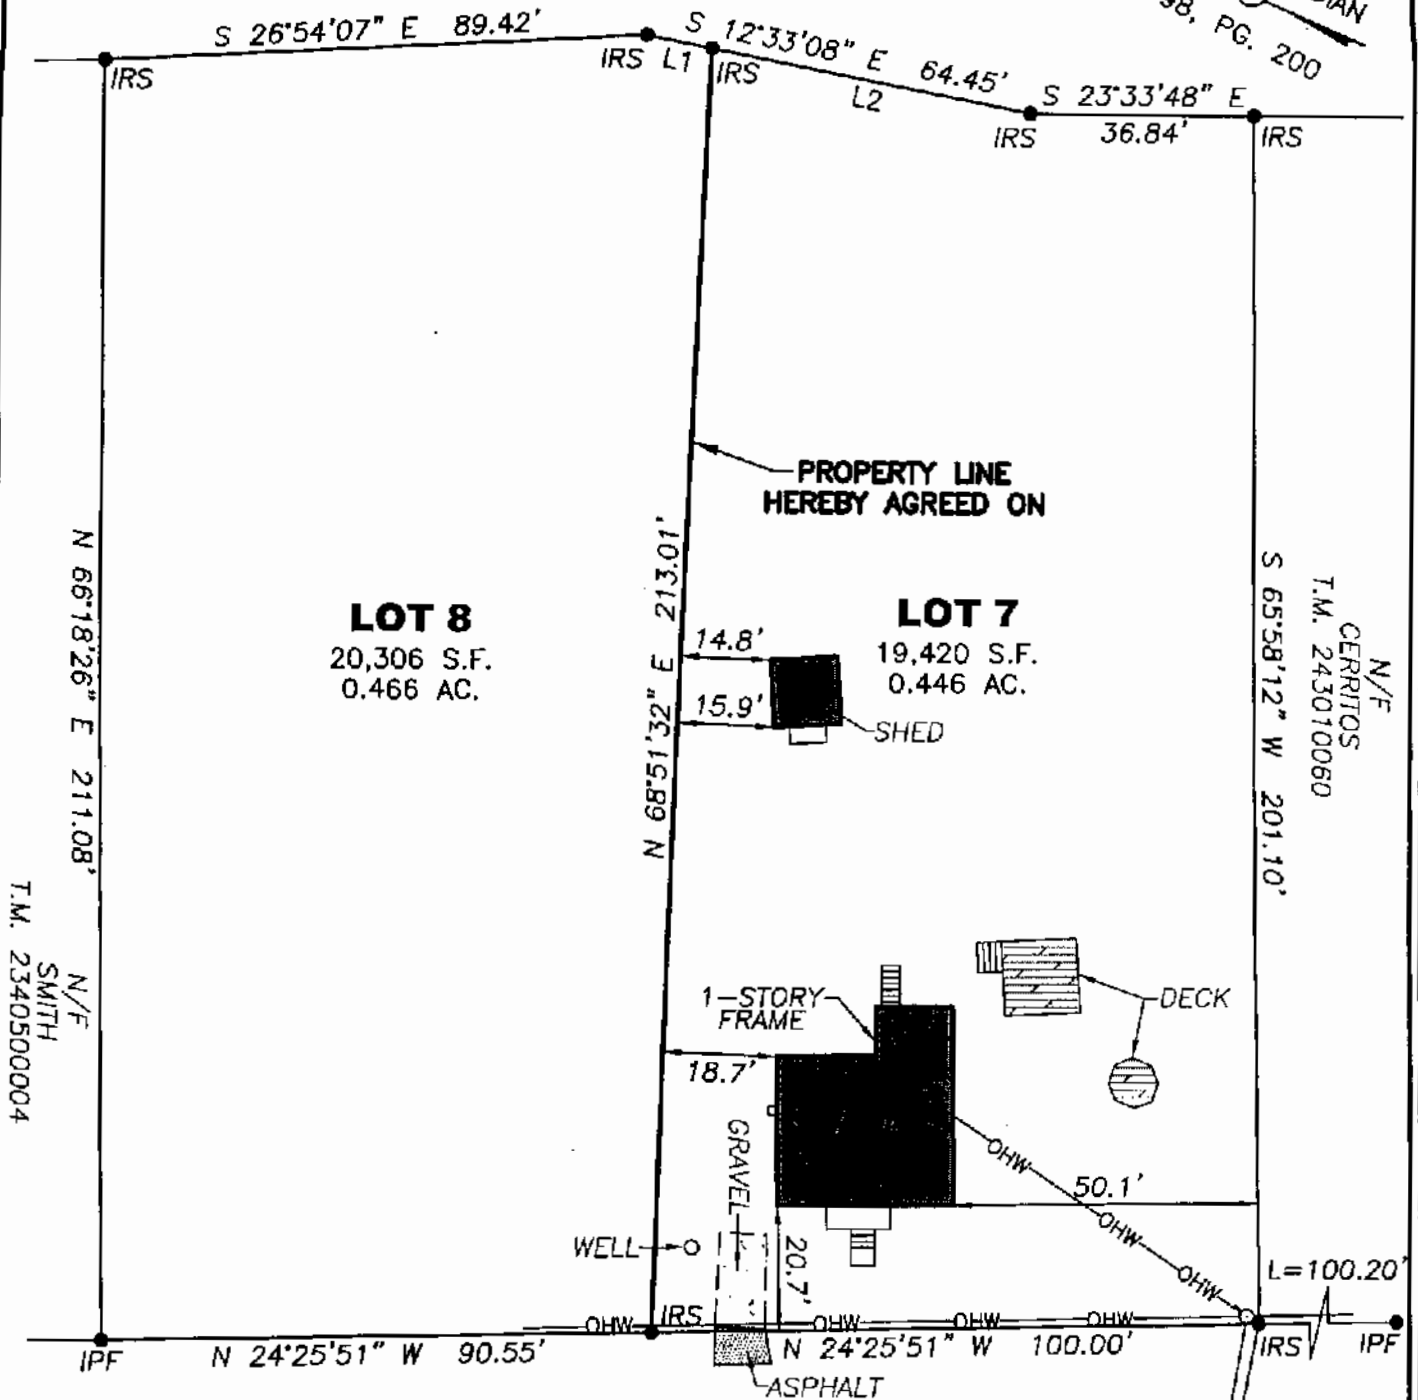 DIAN
98, PG. 200
S 26°54'07" E 89.42'
S 12°33'08" E 64.45'
S 23°33'48" E
36.84'
IRS
IRS
L1
IRS
L2
IRS
IRS
PROPERTY LINE
HEREBY AGREED ON
N 66°18'26" E 211.08'
N 68°51'32" E 213.01'
S 65°58'12" W 201.10'
LOT 8
20,306 S.F.
0.466 AC.
LOT 7
19,420 S.F.
0.446 AC.
14.8'
15.9'
SHED
N/F
CERRITOS
T.M. 243010060
N/F
SMITH
T.M. 2340500004
1-STORY
FRAME
DECK
18.7'
GRAVEL
50.1'
OHW
OHW
OHW
WELL
20.7'
L=100.20'
IRS
OHW
OHW
OHW
OHW
IPF
N 24°25'51" W 90.55'
N 24°25'51" W 100.00'
IRS
IPF
ASPHALT